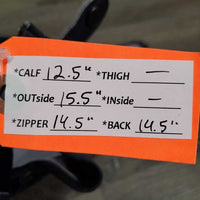 *CALF 12.5" *THIGH —
*OUTside 15.5" *INside –
*ZIPPER 14.5" *BACK 14.5"